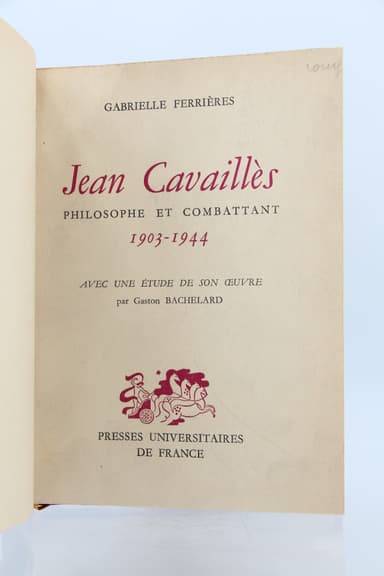 GABRIELLE FERRIÈRES
Jean Cavaillès
PHILOSOPHE ET COMBATTANT
1903-1944
AVEC UNE ÉTUDE DE SON ŒUVRE
par Gaston BACHELARD
PRESSES UNIVERSITAIRES
DE FRANCE